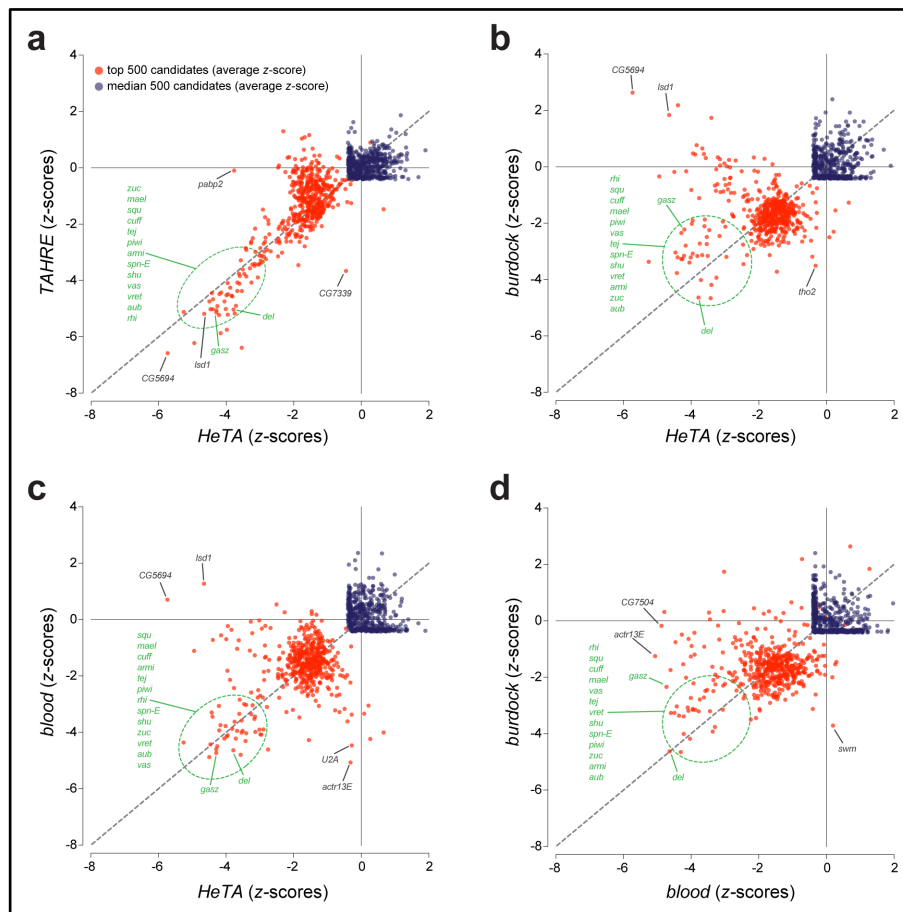 a
4
2
0
-2
-4
-6
-8
TAHRE (z-scores)
top 500 candidates (average z-score)
median 500 candidates (average z-score)
pabp2
zuc
mael
squ
cuff
tej
piwi
armi
spn-E
shu
vas
vret
aub
rhi
CG7339
del
gasz
lsd1
CG5694
-8
-6
-4
-2
0
2
HeTA (z-scores)
b
4
2
0
-2
-4
-6
-8
burdock (z-scores)
CG5694
lsd1
rhi
squ
cuff
mael
piwi
vas
tej
spn-E
shu
vret
armi
zuc
aub
gasz
tho2
del
-8
-6
-4
-2
0
2
HeTA (z-scores)
c
4
2
0
-2
-4
-6
-8
blood (z-scores)
lsd1
CG5694
squ
mael
cuff
armi
tej
piwi
rhi
spn-E
shu
zuc
vret
aub
vas
U2A
actr13E
del
gasz
-8
-6
-4
-2
0
2
HeTA (z-scores)
d
4
2
0
-2
-4
-6
-8
burdock (z-scores)
CG7504
actr13E
rhi
squ
cuff
mael
vas
tej
vret
shu
spn-E
piwi
zuc
armi
aub
gasz
swm
del
-8
-6
-4
-2
0
2
blood (z-scores)